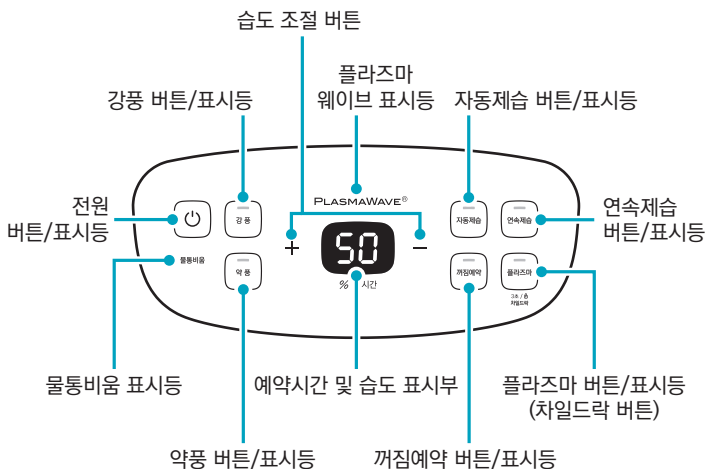 습도 조절 버튼
플라즈마
웨이브 표시등
강풍 버튼/표시등
자동제습 버튼/표시등
전원
버튼/표시등
PLASMAWAVE®
강 풍
자동제습
연속제습
연속제습
버튼/표시등
+
50
−
물통비움
약 풍
% 시간
꺼짐예약
플라즈마
3초 /
차일드락
물통비움 표시등
예약시간 및 습도 표시부
플라즈마 버튼/표시등
(차일드락 버튼)
약풍 버튼/표시등
꺼짐예약 버튼/표시등